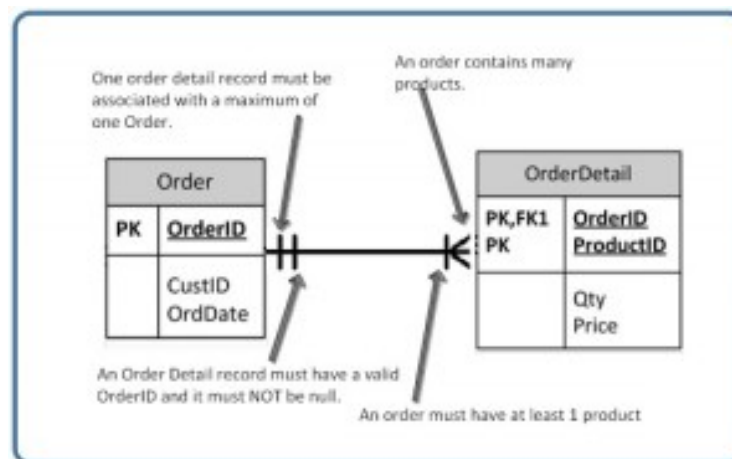 One order detail record must be
associated with a maximum of
one Order.
An order contains many
products.
Order
PK OrderID
CustID
OrdDate
OrderDetail
PK,FK1 OrderID
PK ProductID
Qty
Price
An Order Detail record must have a valid
OrderID and it must NOT be null.
An order must have at least 1 product